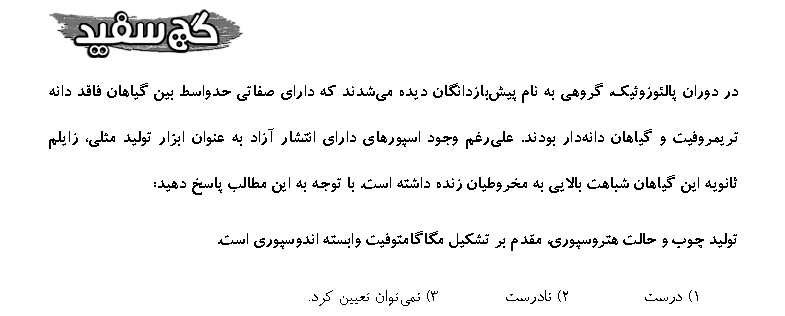 گچ سفید
در دوران پالئوزوئیک، گروهی به نام پیش‌بازدانگان دیده می‌شدند که دارای صفاتی حدواسط بین گیاهان فاقد دانه
تریمروفیت و گیاهان دانه‌دار بودند. علی‌رغم وجود اسپورهای دارای انتشار آزاد به عنوان ابزار تولید مثلی، زایلم
ثانویه این گیاهان شباهت بالایی به مخروطیان زنده داشته است. با توجه به این مطالب پاسخ دهید:
تولید چوب و حالت هتروسپوری، مقدم بر تشکیل مگاگامتوفیت وابسته اندوسپوری است.
۱) درست ۲) نادرست ۳) نمی‌توان تعیین کرد.